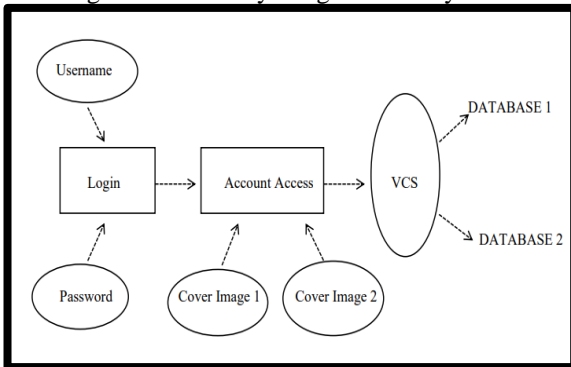 Username
DATABASE 1
Login
Account Access
VCS
DATABASE 2
Password
Cover Image 1
Cover Image 2